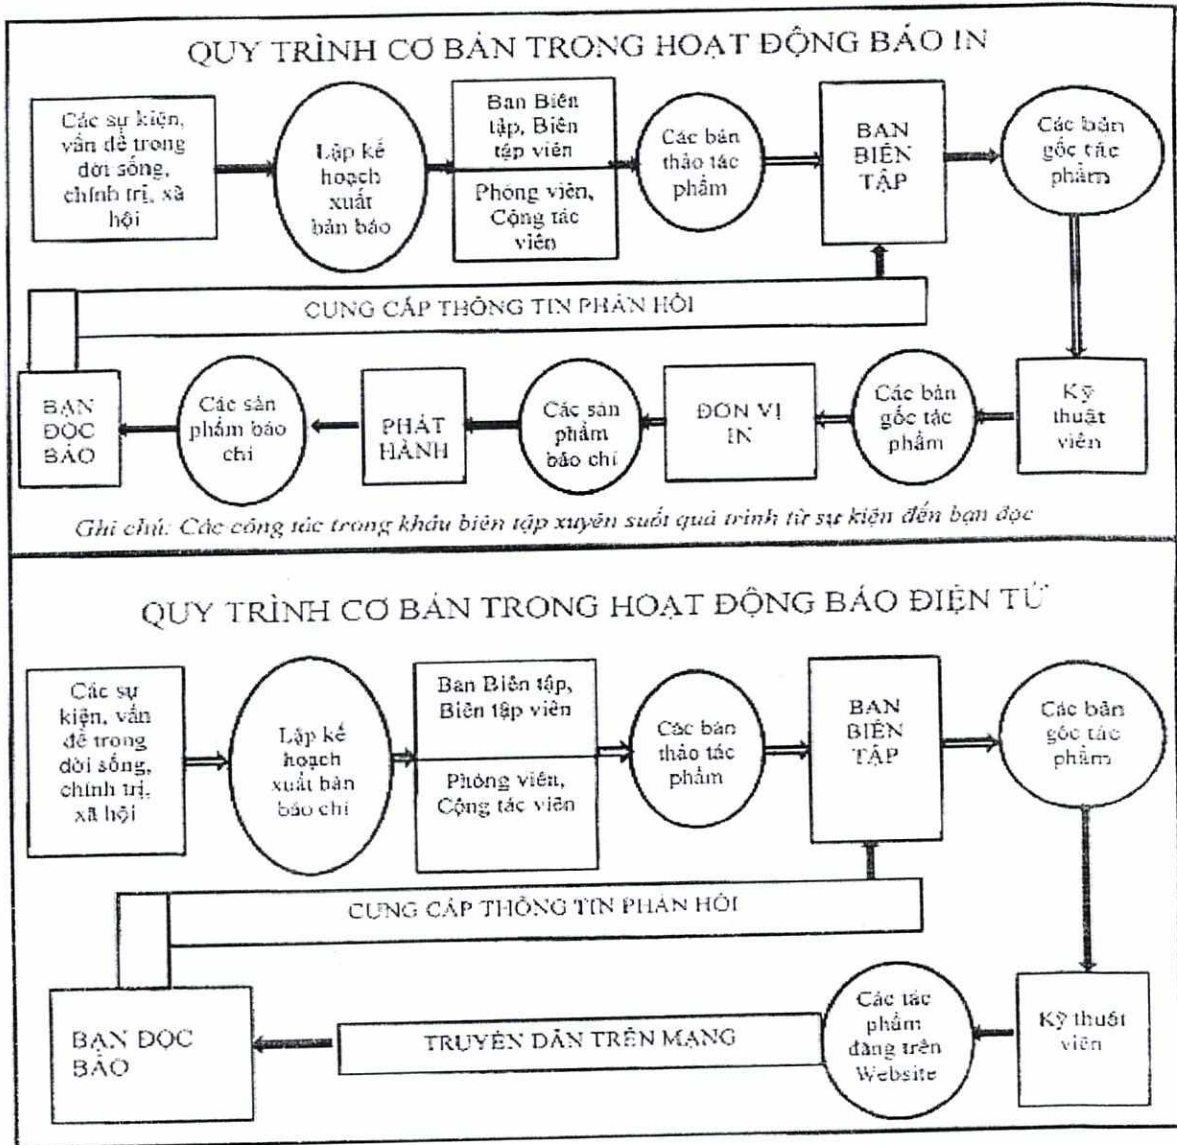 QUY TRÌNH CƠ BẢN TRONG HOẠT ĐỘNG BÁO IN
Các sự kiện,
vấn đề trong
đời sống,
chính trị, xã
hội
Lập kế
hoạch
xuất
bản báo
Ban Biên
tập, Biên
tập viên
Phóng viên,
Cộng tác
viên
Các bản
thảo tác
phẩm
BAN
BIÊN
TẬP
Các bản
gốc tác
phẩm
CUNG CẤP THÔNG TIN PHẢN HỒI
BẠN
ĐỌC
BÁO
Các sản
phẩm báo
chí
PHÁT
HÀNH
Các sản
phẩm
báo chí
ĐƠN VỊ
IN
Các bản
gốc tác
phẩm
Kỹ
thuật
viên
Ghi chú: Các công tác trong khâu biên tập xuyên suốt quá trình từ sự kiện đến bạn đọc
QUY TRÌNH CƠ BẢN TRONG HOẠT ĐỘNG BÁO ĐIỆN TỬ
Các sự
kiện, vấn
đề trong
đời sống,
chính trị,
xã hội
Lập kế
hoạch
xuất bản
báo chí
Ban Biên tập,
Biên tập viên
Phóng viên,
Cộng tác viên
Các bản
thảo tác
phẩm
BAN
BIÊN
TẬP
Các bản
gốc tác
phẩm
CUNG CẤP THÔNG TIN PHẢN HỒI
BẠN ĐỌC
BÁO
TRUYỀN DẪN TRÊN MẠNG
Các tác
phẩm
đăng trên
Website
Kỹ thuật
viên